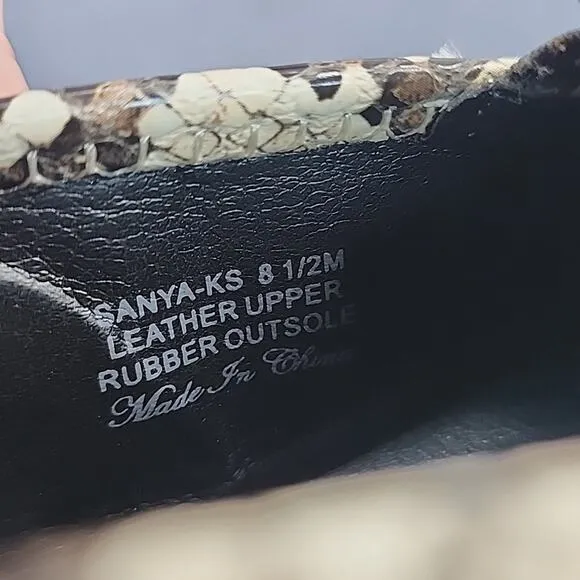 SANYA-KS 8 1/2M
LEATHER UPPER
RUBBER OUTSOLE
Made In China